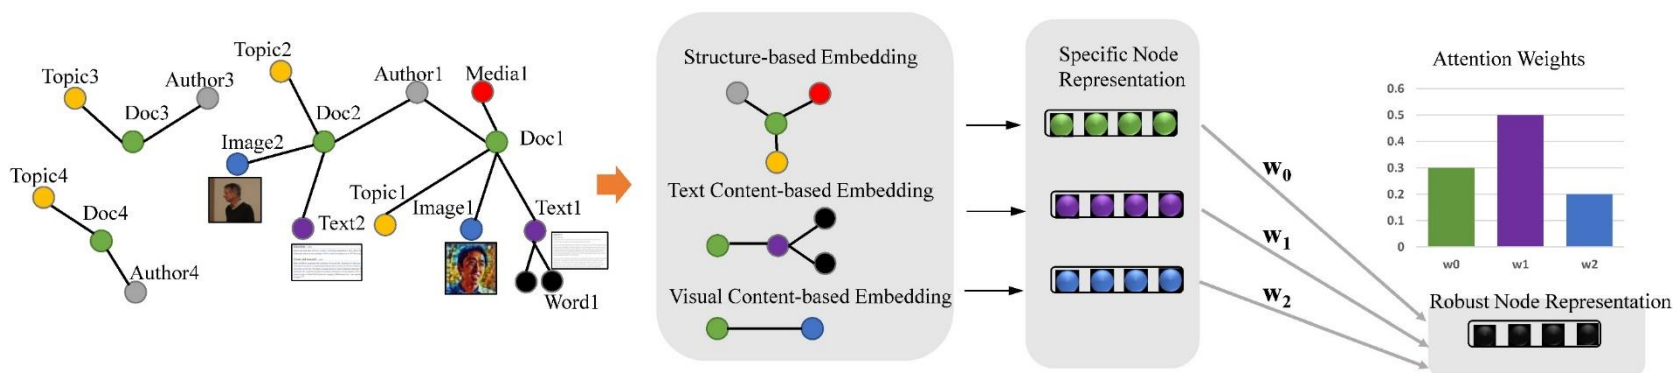 Topic3
Author3
Doc3
Topic4
Doc4
Author4
Topic2
Author1
Media1
Doc2
Doc1
Image2
Topic1
Image1
Text1
Text2
Word1
Structure-based Embedding
Text Content-based Embedding
Visual Content-based Embedding
Specific Node
Representation
w0
w1
w2
Attention Weights
0.6
0.5
0.4
0.3
0.2
0.1
0
w0 w1 w2
Robust Node Representation